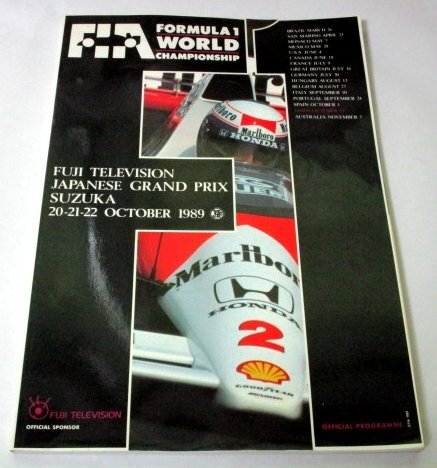 FIA
FORMULA 1
WORLD
CHAMPIONSHIP
BRAZIL MARCH 26
SAN MARINO APRIL 23
MONACO MAY 7
MEXICO MAY 28
U.S.A JUNE 4
CANADA JUNE 18
FRANCE JULY 9
GREAT BRITAIN JULY 16
GERMANY JULY 30
HUNGARY AUGUST 13
BELGIUM AUGUST 27
ITALY SEPTEMBER 10
PORTUGAL SEPTEMBER 24
SPAIN OCTOBER 1
AUSTRALIA NOVEMBER 5
Marlboro
Marlboro
HONDA
FUJI TELEVISION
JAPANESE GRAND PRIX
SUZUKA
20-21-22 OCTOBER 1989
Marlboro
HONDA
2
GOODYEAR
McLaren
FUJI TELEVISION
OFFICIAL SPONSOR
OFFICIAL PROGRAMME